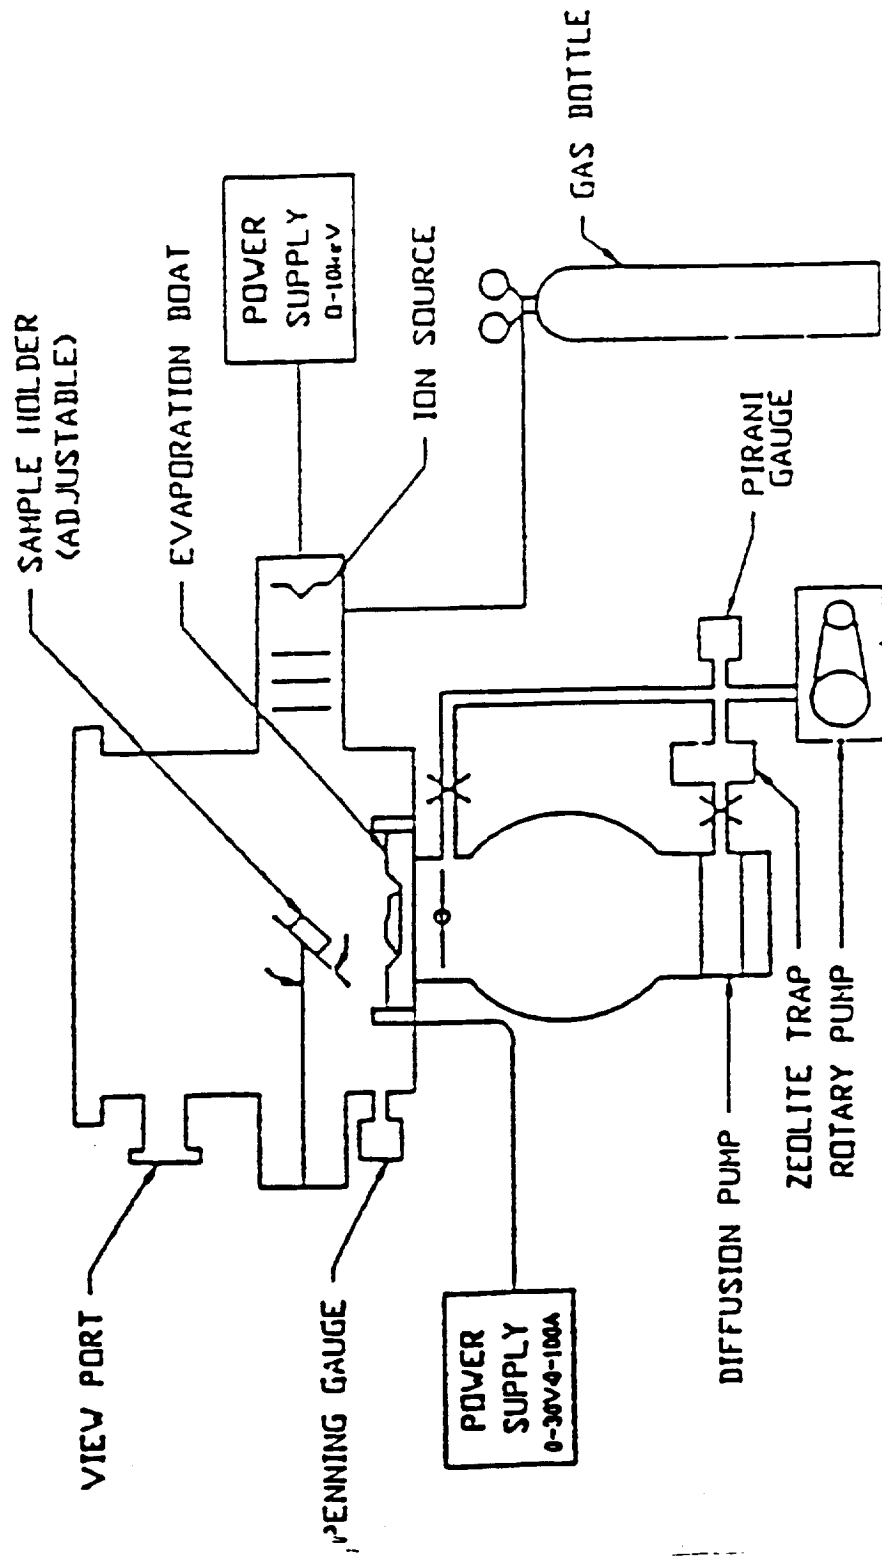 VIEW PORT
SAMPLE HOLDER
(ADJUSTABLE)
EVAPORATION BOAT
POWER
SUPPLY
0-10keV
ION SOURCE
GAS BOTTLE
PENNING GAUGE
POWER
SUPPLY
0-30V 0-100A
PIRANI
GAUGE
DIFFUSION PUMP
ZEOLITE TRAP
ROTARY PUMP